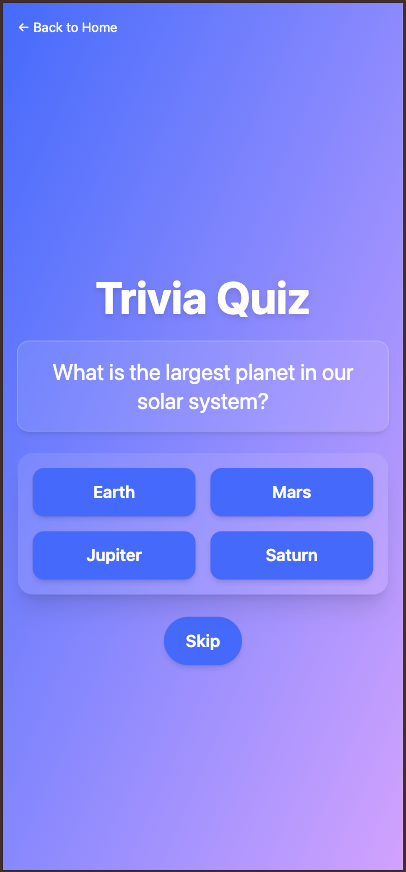 ← Back to Home
Trivia Quiz
What is the largest planet in our
solar system?
Earth
Mars
Jupiter
Saturn
Skip